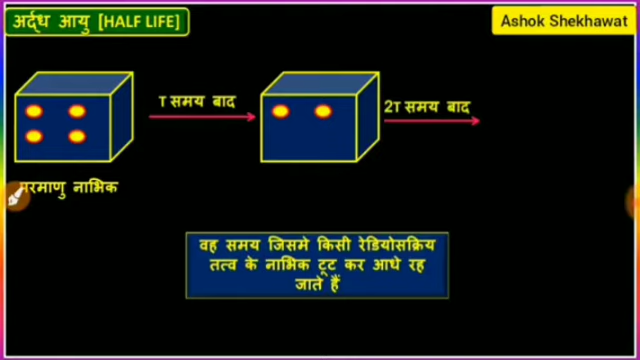 अर्द्ध आयु [HALF LIFE]
Ashok Shekhawat
T समय बाद
2T समय बाद
परमाणु नाभिक
वह समय जिसमे किसी रेडियोसक्रिय
तत्व के नाभिक टूट कर आधे रह
जाते हैं